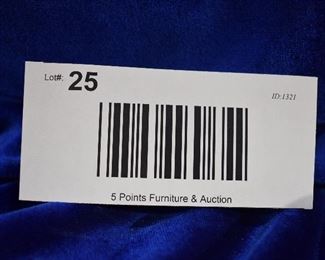 Lot#: 25 ID:1321
5 Points Furniture & Auction